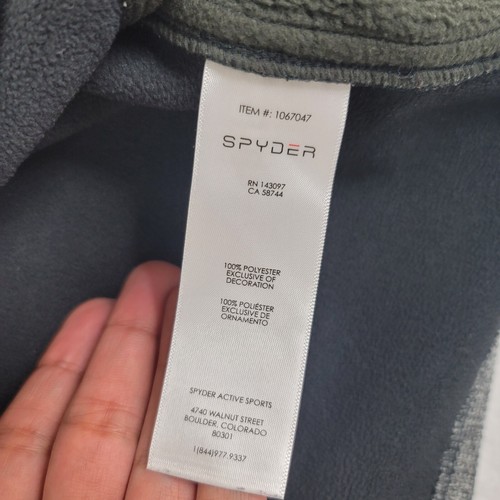 ITEM #: 1067047
SPYDER
RN 143097
CA 58744
100% POLYESTER
EXCLUSIVE OF
DECORATION
100% POLIÉSTER
EXCLUSIVE DE
ORNAMENTO
SPYDER ACTIVE SPORTS
4740 WALNUT STREET
BOULDER, COLORADO
80301
1(844)977.9337